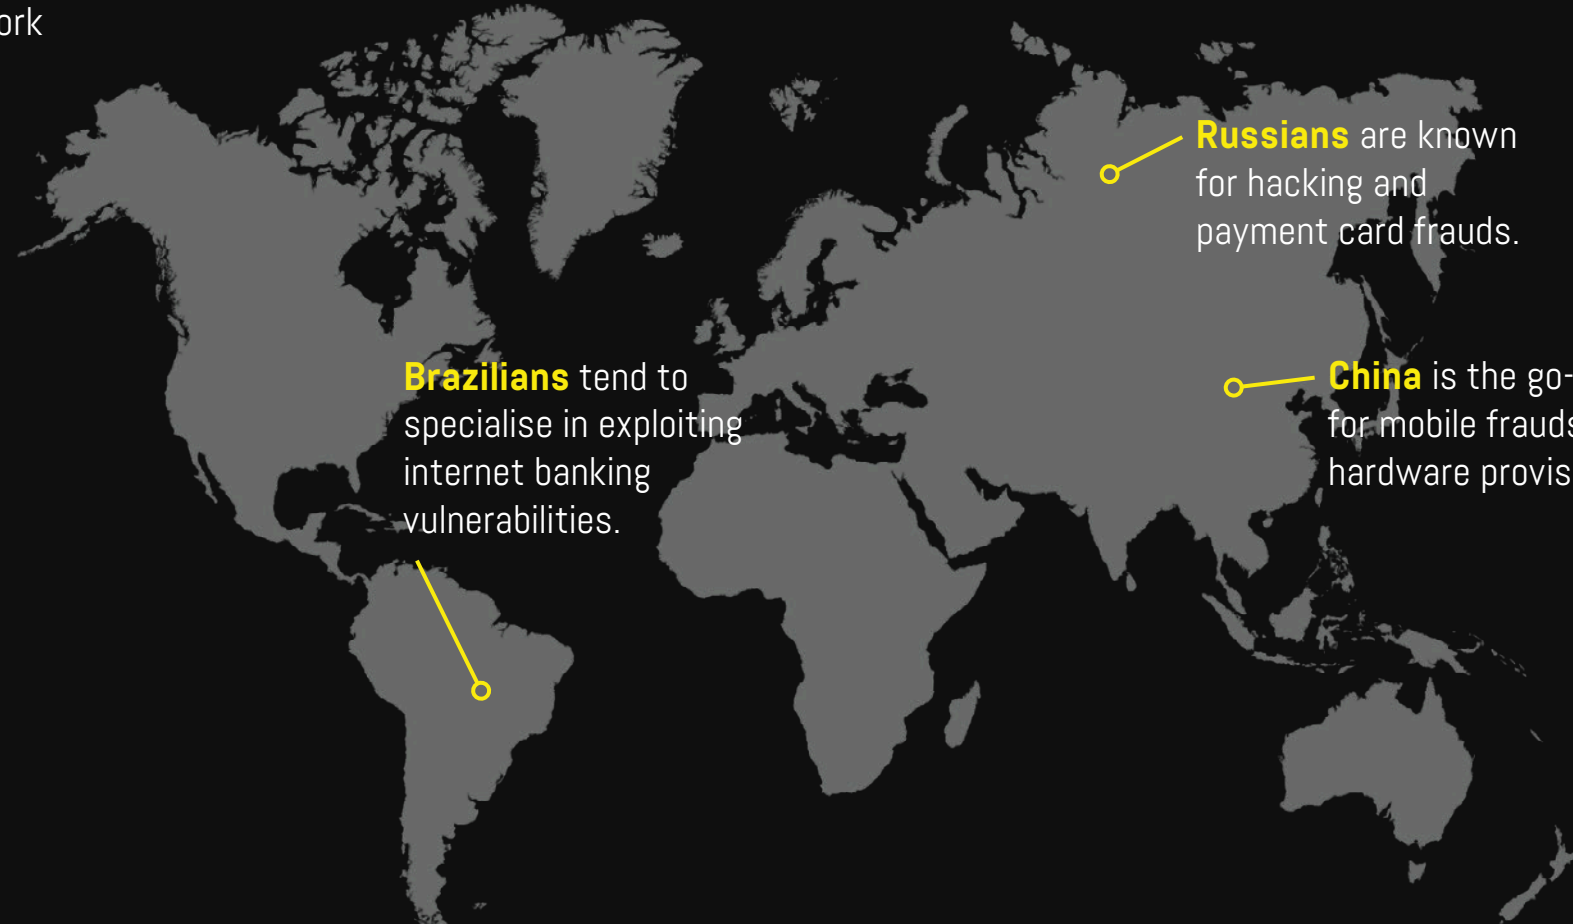 ork
Russians are known
for hacking and
payment card frauds.
Brazilians tend to
specialise in exploiting
internet banking
vulnerabilities.
China is the go-
for mobile frauds
hardware provis